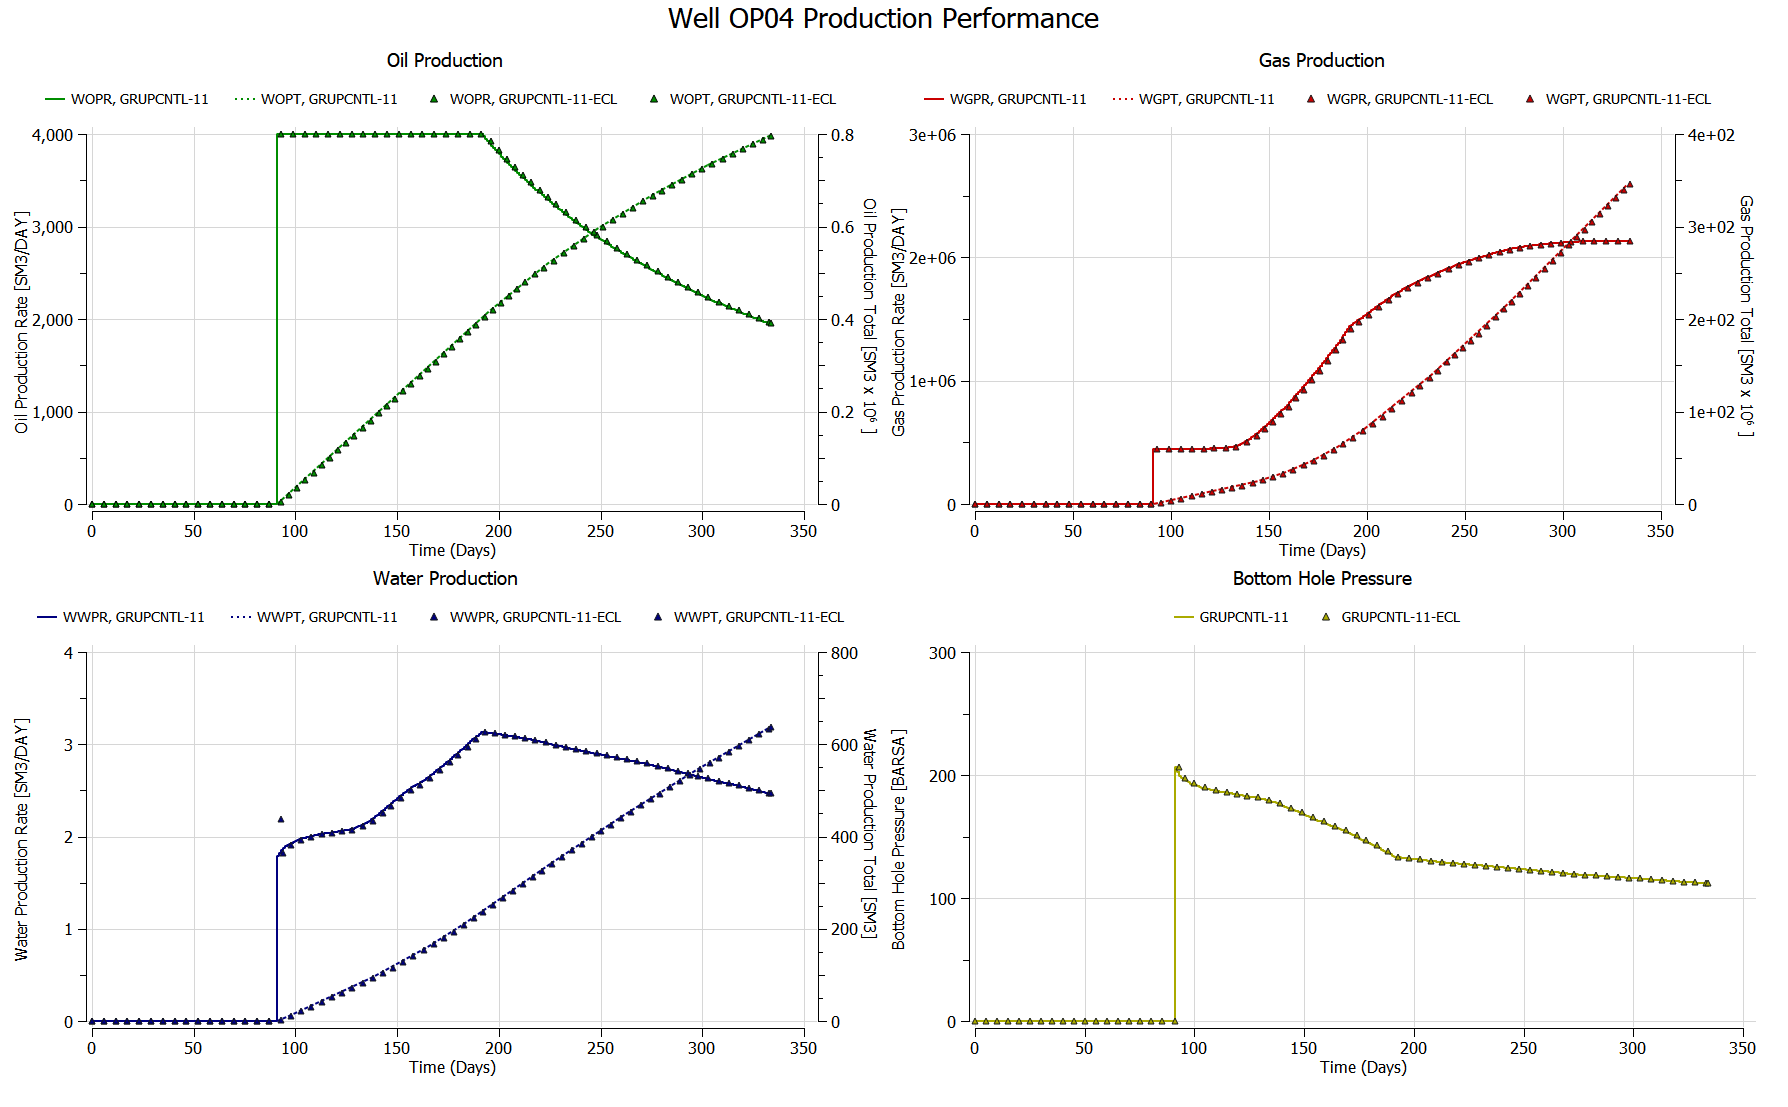 Well OP04 Production Performance
Oil Production
WOPR, GRUPCNTL-11 WOPT, GRUPCNTL-11 WOPR, GRUPCNTL-11-ECL WOPT, GRUPCNTL-11-ECL
4,000
3,000
2,000
1,000
0
Oil Production Rate [SM3/DAY]
0.8
0.6
0.4
0.2
0
Oil Production Total [SM3 x 10⁶ ]
0 50 100 150 200 250 300 350
Time (Days)
Gas Production
WGPR, GRUPCNTL-11 WGPT, GRUPCNTL-11 WGPR, GRUPCNTL-11-ECL WGPT, GRUPCNTL-11-ECL
3e+06
2e+06
1e+06
0
Gas Production Rate [SM3/DAY]
4e+02
3e+02
2e+02
1e+02
0
Gas Production Total [SM3 x 10⁶ ]
0 50 100 150 200 250 300 350
Time (Days)
Water Production
WWPR, GRUPCNTL-11 WWPT, GRUPCNTL-11 WWPR, GRUPCNTL-11-ECL WWPT, GRUPCNTL-11-ECL
4
3
2
1
0
Water Production Rate [SM3/DAY]
800
600
400
200
0
Water Production Total [SM3]
0 50 100 150 200 250 300 350
Time (Days)
Bottom Hole Pressure
GRUPCNTL-11 GRUPCNTL-11-ECL
300
200
100
0
Bottom Hole Pressure [BARSA]
0 50 100 150 200 250 300 350
Time (Days)